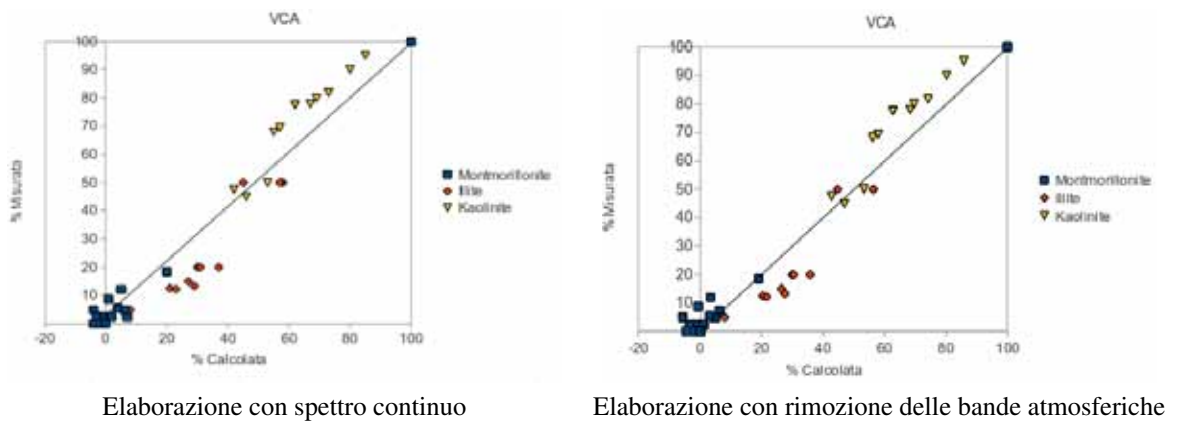 VCA
100
90
80
70
60
50
40
30
20
10
-20
0
20
40
60
80
100
% Misurata
% Calcolata
Montmorillonite
Illite
Kaolinite
Elaborazione con spettro continuo
VCA
100
90
80
70
60
50
40
30
20
10
-20
0
20
40
60
80
100
% Misurata
% Calcolata
Montmorillonite
Illite
Kaolinite
Elaborazione con rimozione delle bande atmosferiche